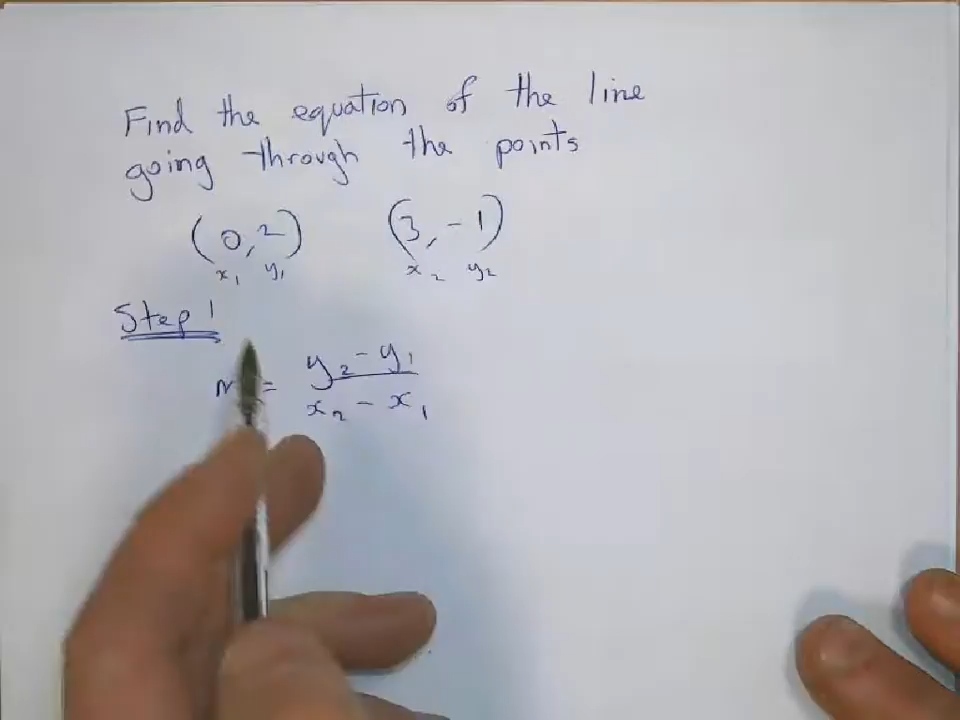 Find the equation of the line
going through the points
(0, 2) (3, -1)
x₁ y₁ x₂ y₂
Step 1
= y₂ - y₁
x₂ - x₁